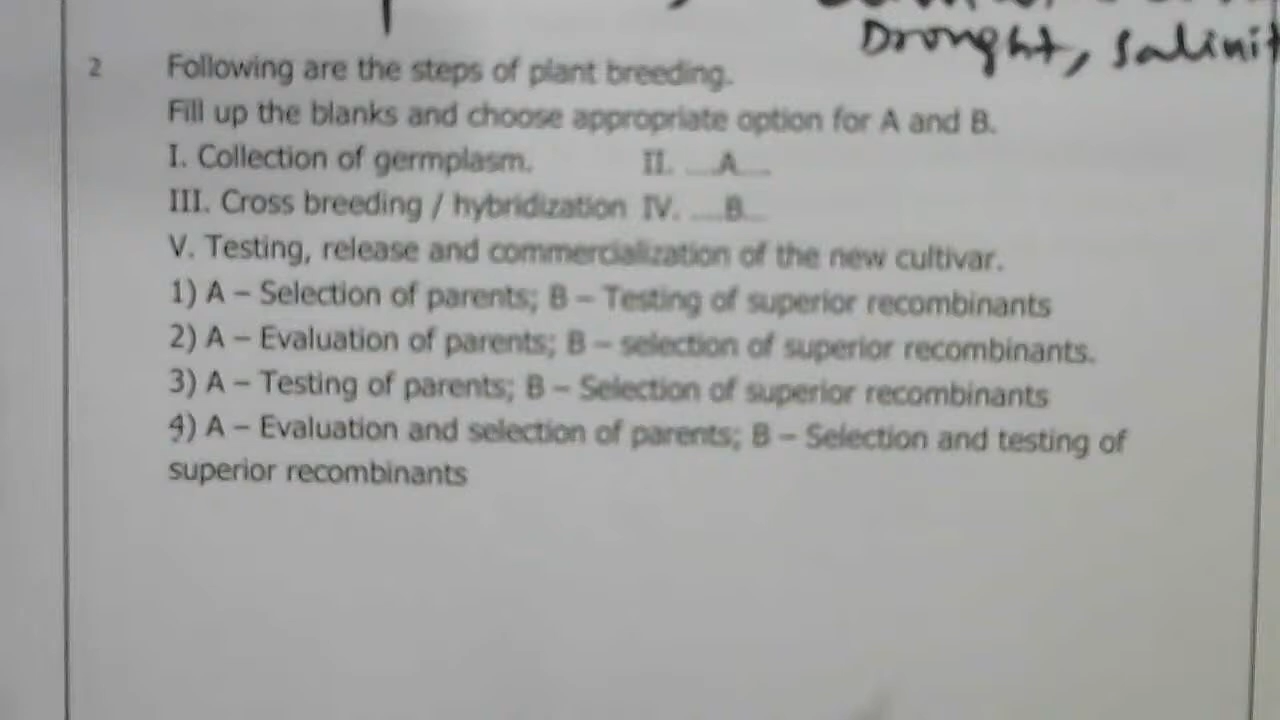 Drought, Salinit
2 Following are the steps of plant breeding.
Fill up the blanks and choose appropriate option for A and B.
I. Collection of germplasm. II. __A__.
III. Cross breeding / hybridization IV. __B__
V. Testing, release and commercialization of the new cultivar.
1) A – Selection of parents; B – Testing of superior recombinants
2) A – Evaluation of parents; B – selection of superior recombinants.
3) A – Testing of parents; B – Selection of superior recombinants
4) A – Evaluation and selection of parents; B – Selection and testing of
superior recombinants